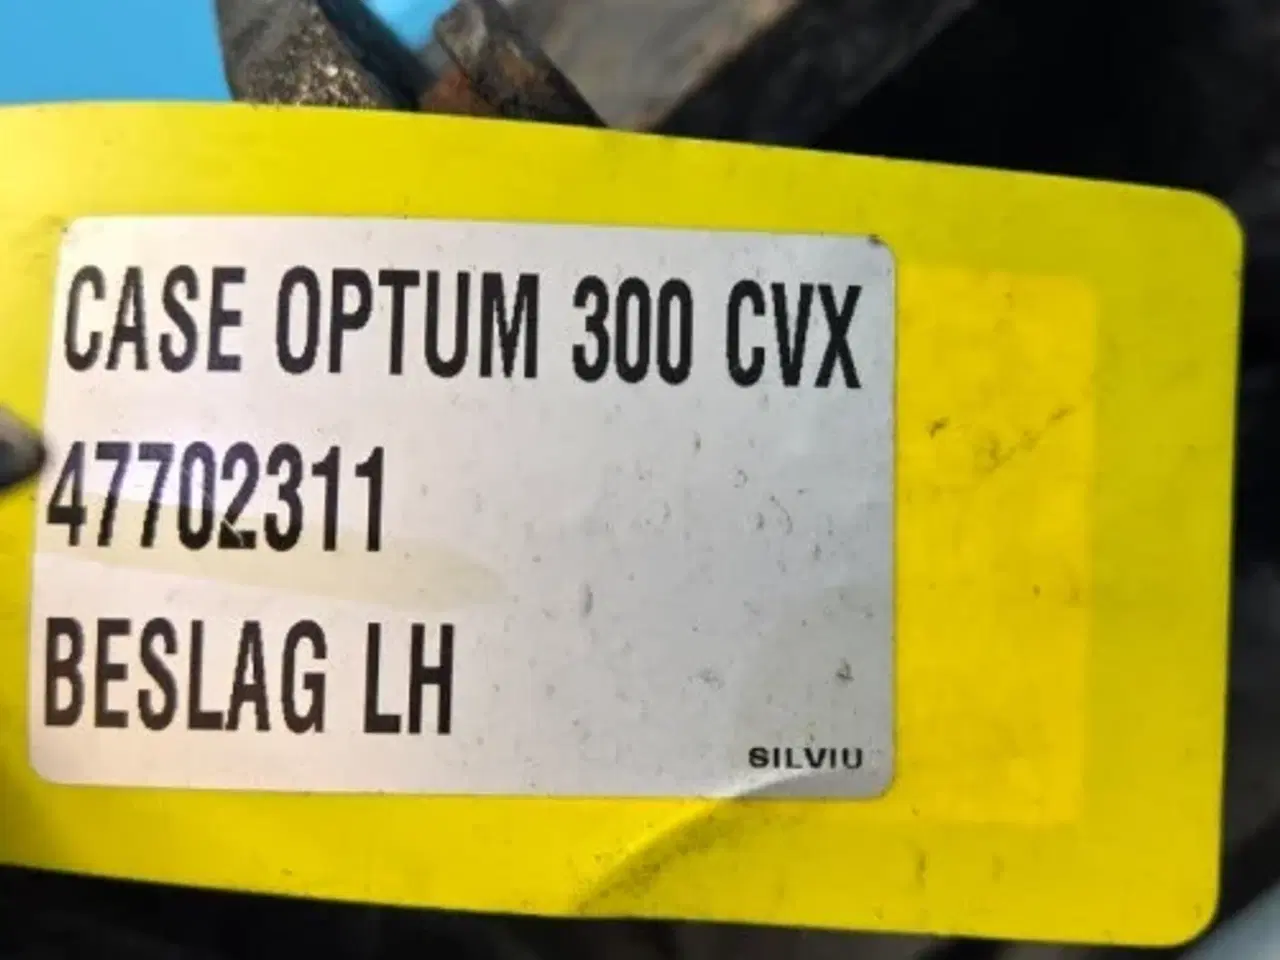 CASE OPTUM 300 CVX
47702311
BESLAG LH
SILVIU